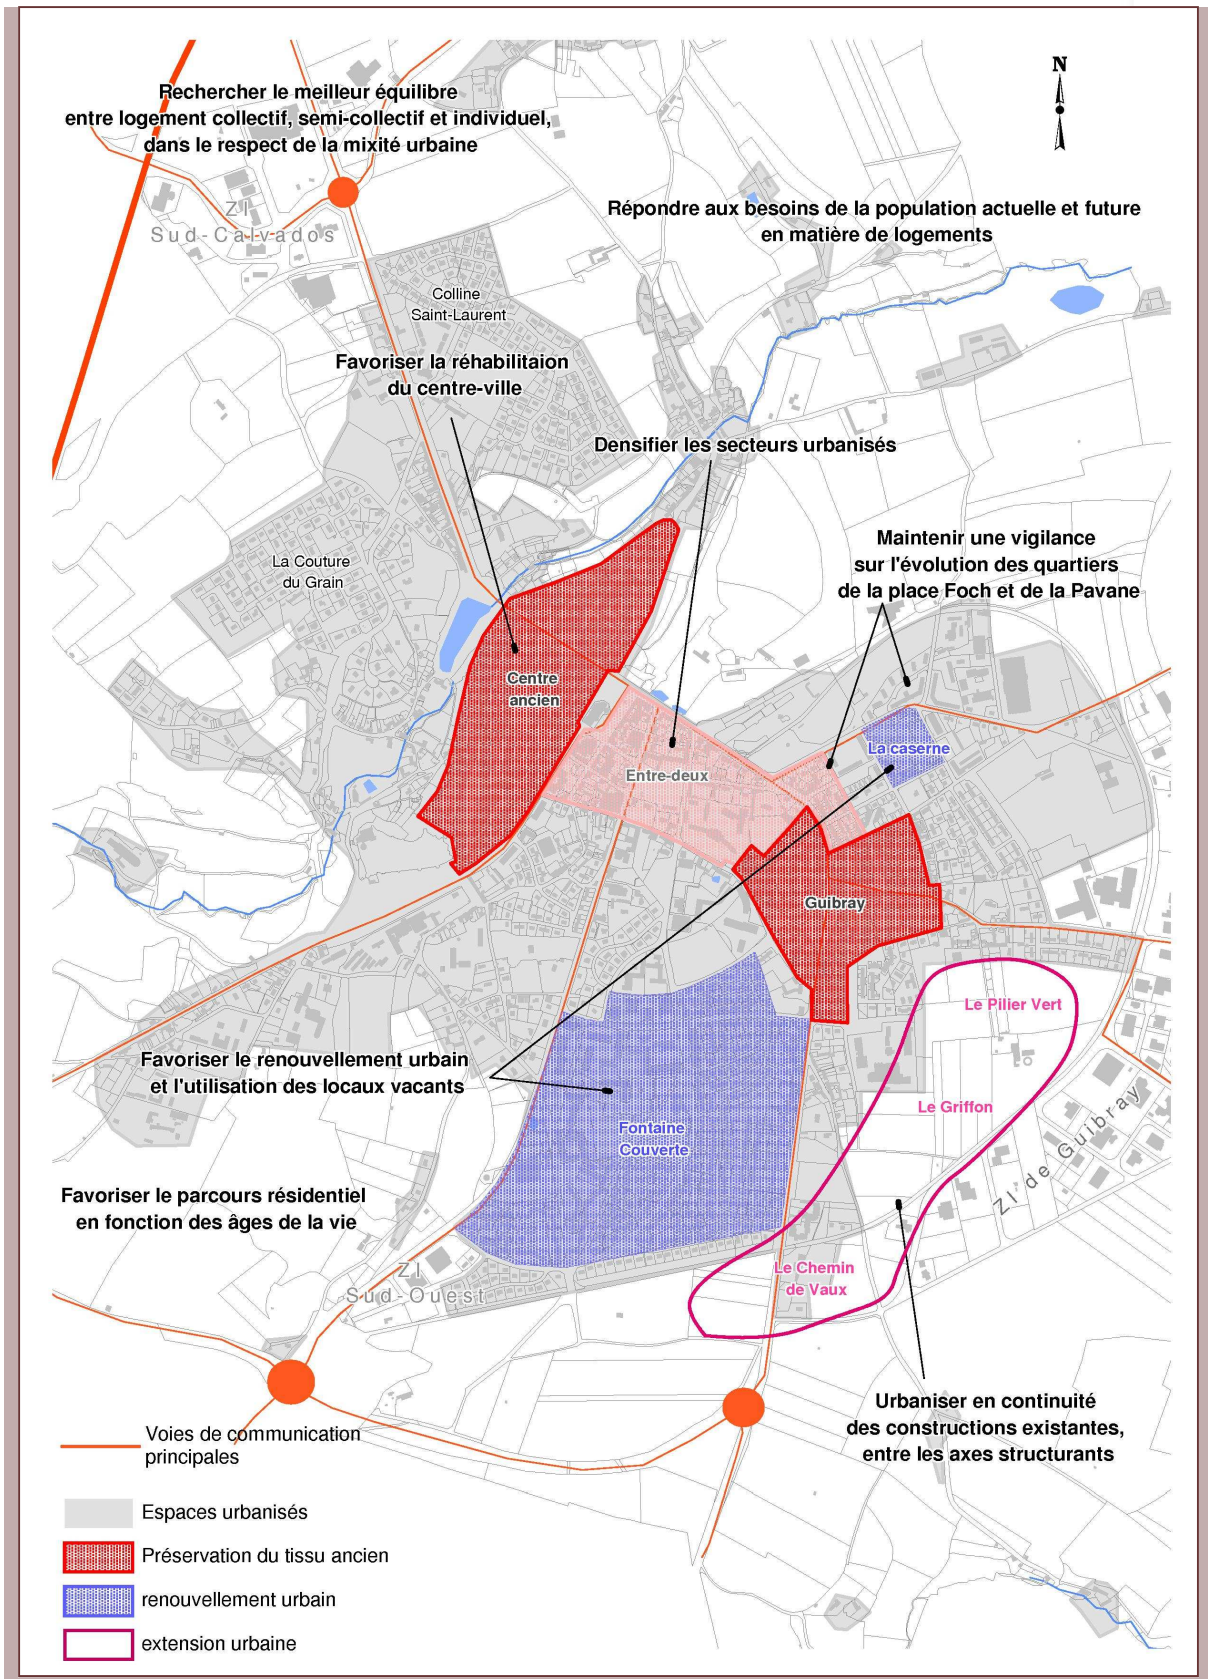 N
Rechercher le meilleur équilibre
entre logement collectif, semi-collectif et individuel,
dans le respect de la mixité urbaine
Répondre aux besoins de la population actuelle et future
en matière de logements
ZI
Sud-Calvados
Colline
Saint-Laurent
Favoriser la réhabilitaion
du centre-ville
Densifier les secteurs urbanisés
Maintenir une vigilance
sur l'évolution des quartiers
de la place Foch et de la Pavane
La Couture
du Grain
Centre
ancien
La caserne
Entre-deux
Guibray
Le Pilier Vert
Favoriser le renouvellement urbain
et l'utilisation des locaux vacants
Le Griffon
Fontaine
Couverte
ZI de Guibray
Favoriser le parcours résidentiel
en fonction des âges de la vie
ZI
Sud-Ouest
Le Chemin
de Vaux
Urbaniser en continuité
des constructions existantes,
entre les axes structurants
Voies de communication
principales
Espaces urbanisés
Préservation du tissu ancien
renouvellement urbain
extension urbaine